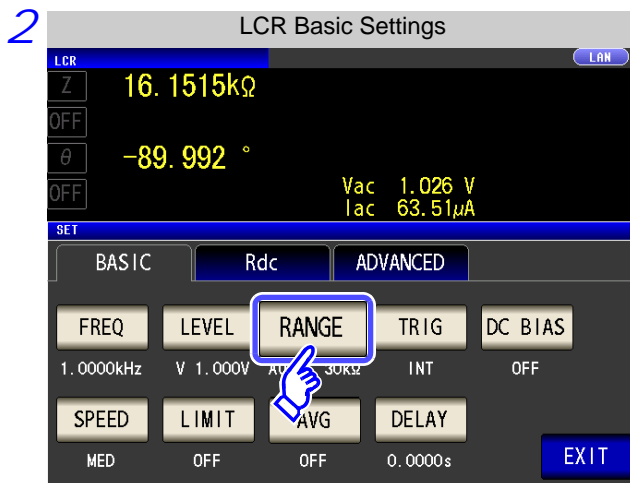 2
LCR Basic Settings
LCR LAN
Z 16.1515kΩ
OFF
θ -89.992 °
OFF
Vac 1.026 V
Iac 63.51μA
SET
BASIC Rdc ADVANCED
FREQ LEVEL RANGE TRIG DC BIAS
1.0000kHz V 1.000V 30kΩ INT OFF
SPEED LIMIT AVG DELAY
MED OFF OFF 0.0000s
EXIT